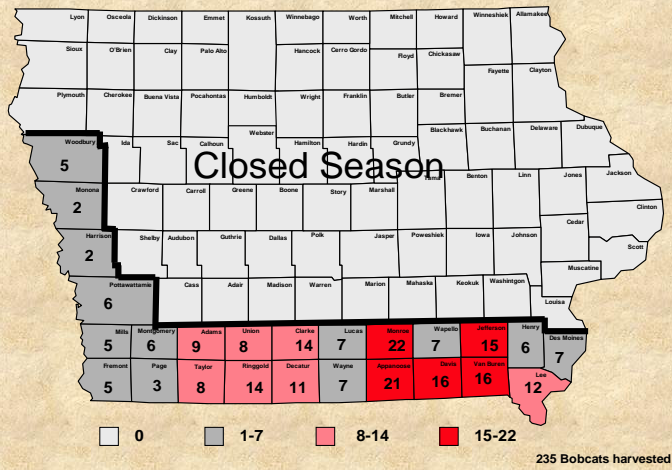 Lyon Osceola Dickinson Emmet Kossuth Winnebago Worth Mitchell Howard Winneshiek Allamakee
Sioux O'Brien Clay Palo Alto Hancock Cerro Gordo Floyd Chickasaw
Fayette Clayton
Plymouth Cherokee Buena Vista Pocahontas Humboldt Wright Franklin Butler Bremer
Webster Blackhawk Buchanan Delaware Dubuque
Woodbury Ida Sac Calhoun Hamilton Hardin Grundy
5
Closed Season
Tama Benton Linn Jones Jackson
Monona Crawford Carroll Greene Boone Story Marshall
2
Clinton
Cedar
Harrison Shelby Audubon Guthrie Dallas Polk Jasper Poweshiek Iowa Johnson
2
Scott
Muscatine
Pottawattamie Cass Adair Madison Warren Marion Mahaska Keokuk Washingtn
6
Louisa
Mills Montgomery Adams Union Clarke Lucas Monroe Wapello Jefferson Henry Des Moines
5 6 9 8 14 7 22 7 15 6 7
Fremont Page Taylor Ringgold Decatur Wayne Appanoose Davis Van Buren Lee
5 3 8 14 11 7 21 16 16 12
0 1-7 8-14 15-22
235 Bobcats harvested